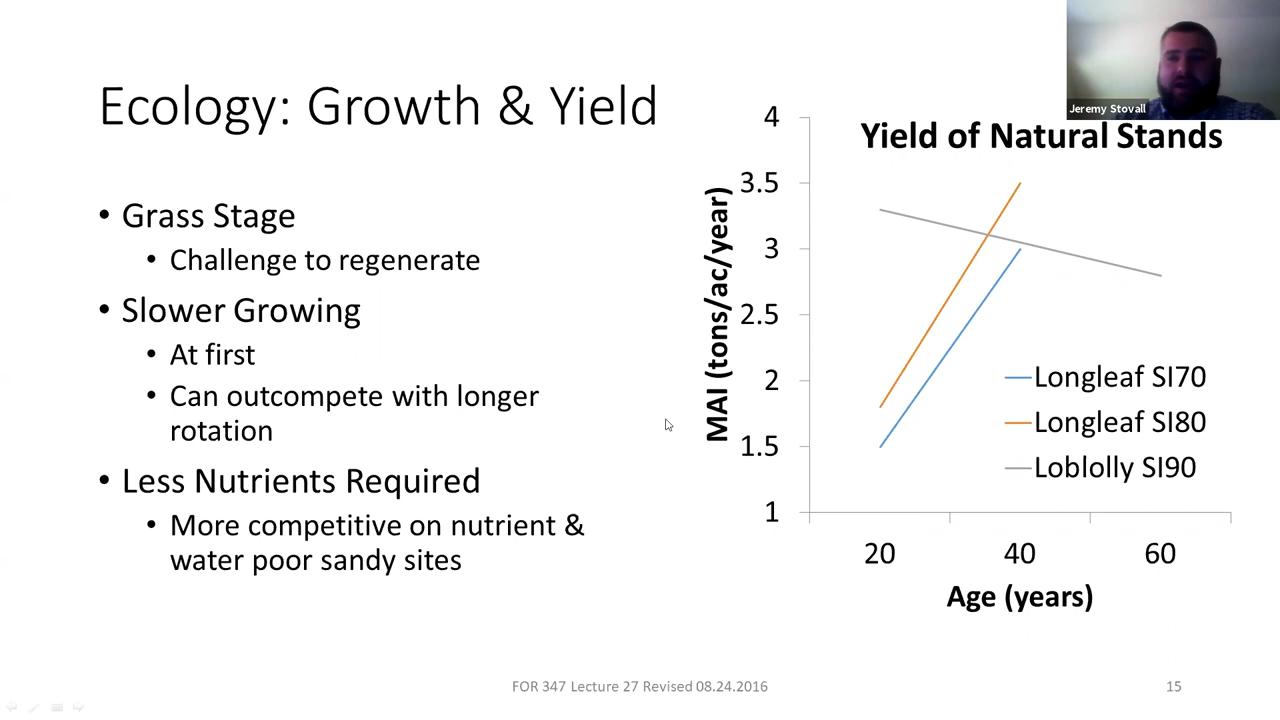 Jeremy Stovall
Ecology: Growth & Yield
• Grass Stage
• Challenge to regenerate
• Slower Growing
• At first
• Can outcompete with longer
rotation
• Less Nutrients Required
• More competitive on nutrient &
water poor sandy sites
Yield of Natural Stands
MAI (tons/ac/year)
4
3.5
3
2.5
2
1.5
1
Longleaf SI70
Longleaf SI80
Loblolly SI90
20 40 60
Age (years)
FOR 347 Lecture 27 Revised 08.24.2016
15